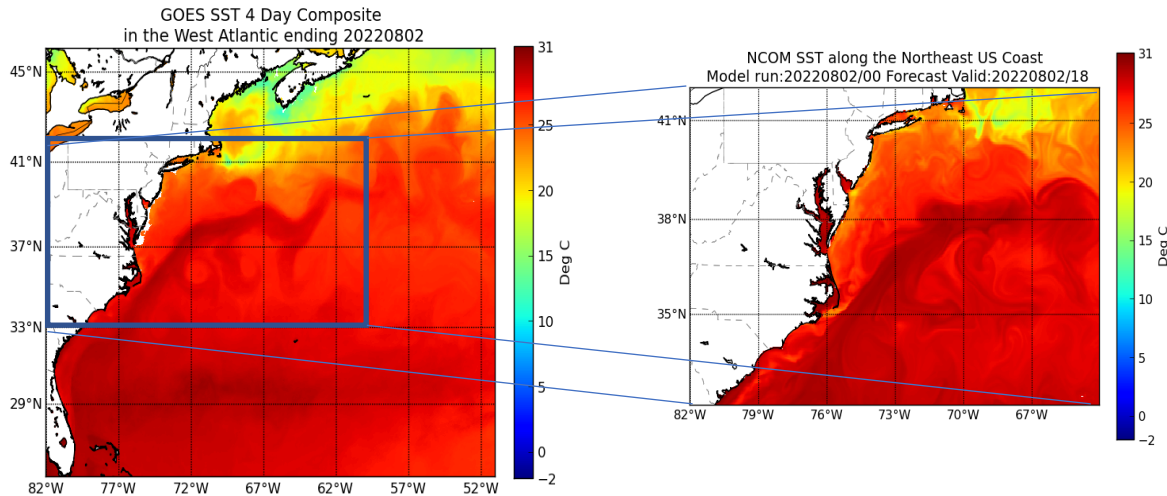 GOES SST 4 Day Composite
in the West Atlantic ending 20220802
45°N
41°N
37°N
33°N
29°N
82°W 77°W 72°W 67°W 62°W 57°W 52°W
31
25
20
15
10
5
0
−2
Deg C
NCOM SST along the Northeast US Coast
Model run:20220802/00 Forecast Valid:20220802/18
41°N
38°N
35°N
82°W 79°W 76°W 73°W 70°W 67°W
31
25
20
15
10
5
0
−2
Deg C